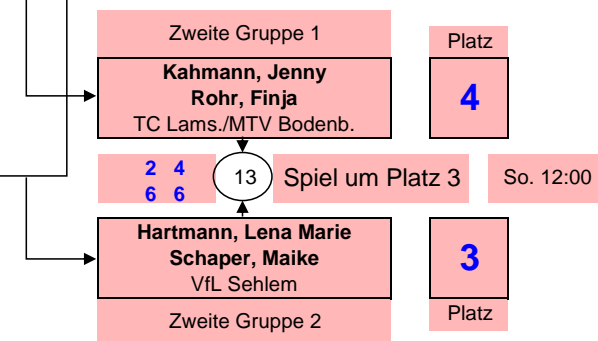 Zweite Gruppe 1
Platz
Kahmann, Jenny
Rohr, Finja
TC Lams./MTV Bodenb.
4
2 4
6 6
13
Spiel um Platz 3
So. 12:00
Hartmann, Lena Marie
Schaper, Maike
VfL Sehlem
3
Zweite Gruppe 2
Platz